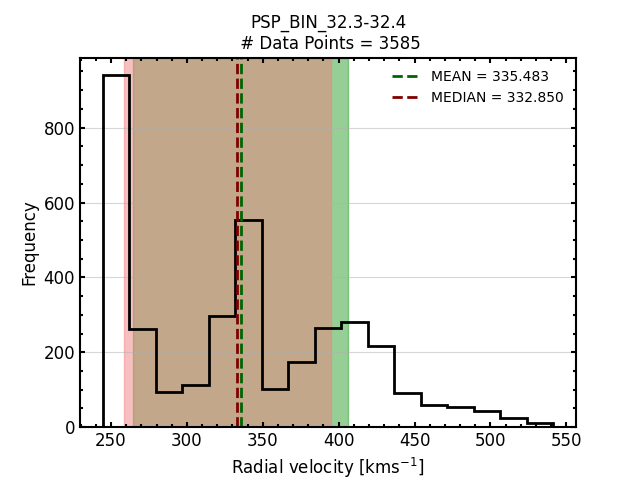 PSP_BIN_32.3-32.4
# Data Points = 3585
MEAN = 335.483
MEDIAN = 332.850
Frequency
800
600
400
200
0
250 300 350 400 450 500 550
Radial velocity [kms⁻¹]